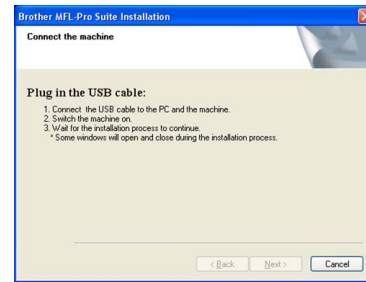 Brother MFL-Pro Suite Installation
Connect the machine
Plug in the USB cable:
1. Connect the USB cable to the PC and the machine.
2. Switch the machine on.
3. Wait for the installation process to continue.
* Some windows will open and close during the installation process.
< Back
Next >
Cancel